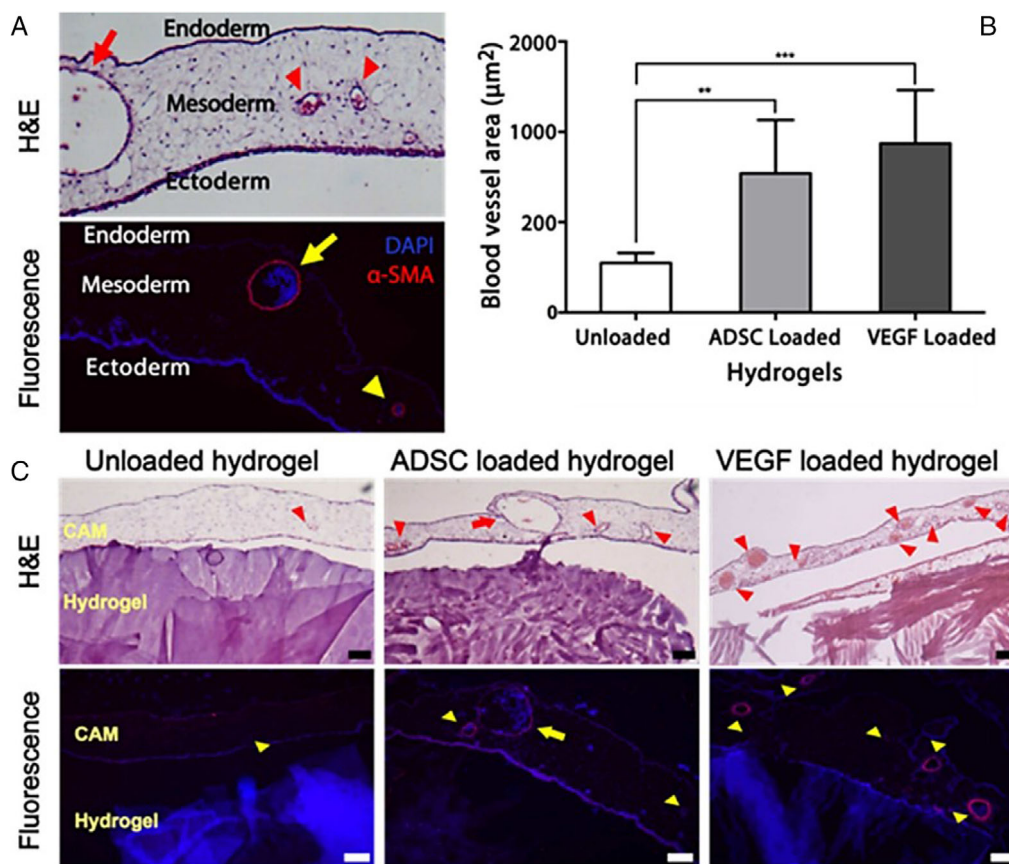 A
H&E
Endoderm
Mesoderm
Ectoderm
Fluorescence
Endoderm
DAPI
Mesoderm
α-SMA
Ectoderm
B
Blood vessel area (μm²)
2000
1000
200
0
**
***
Unloaded
ADSC Loaded
VEGF Loaded
Hydrogels
C
Unloaded hydrogel
ADSC loaded hydrogel
VEGF loaded hydrogel
H&E
CAM
Hydrogel
Fluorescence
CAM
Hydrogel